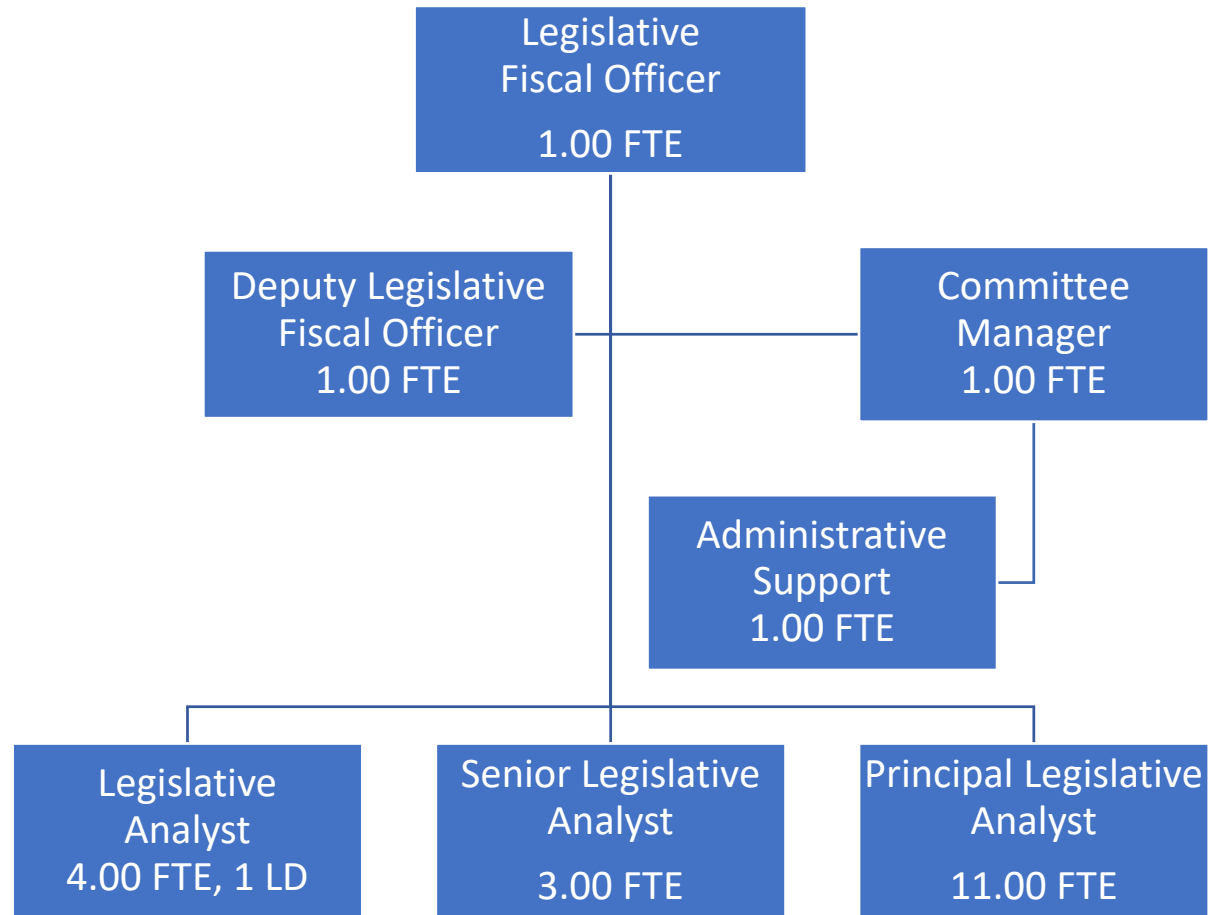 Legislative
Fiscal Officer
1.00 FTE
Deputy Legislative
Fiscal Officer
1.00 FTE
Committee
Manager
1.00 FTE
Administrative
Support
1.00 FTE
Legislative
Analyst
4.00 FTE, 1 LD
Senior Legislative
Analyst
3.00 FTE
Principal Legislative
Analyst
11.00 FTE